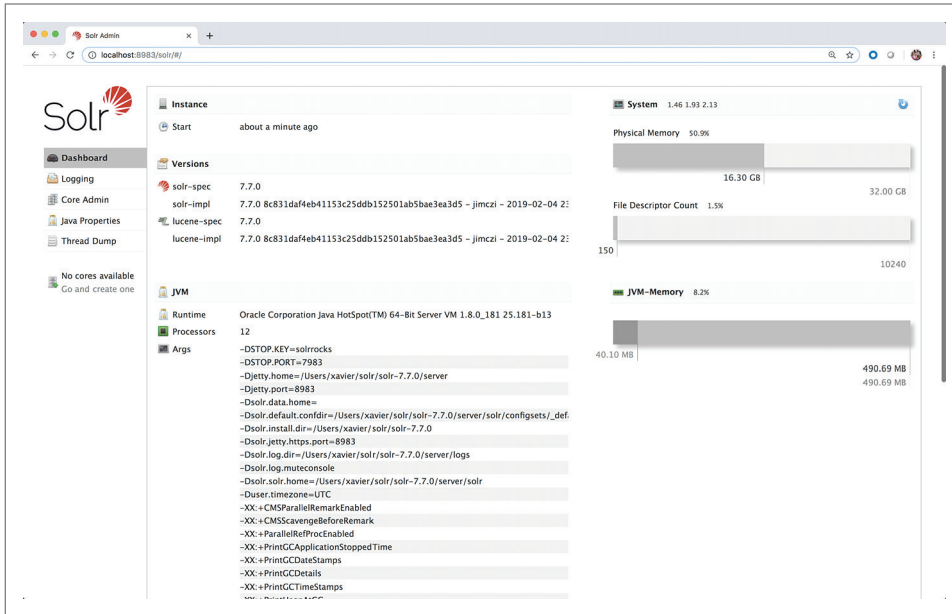 Solr Admin
localhost:8983/solr/#/
Solr
Dashboard
Logging
Core Admin
Java Properties
Thread Dump
No cores available
Go and create one
Instance
Start about a minute ago
Versions
solr-spec 7.7.0
solr-impl 7.7.0 8c831daf4eb41153c25ddb152501ab5bae3ea3d5 - jimczi - 2019-02-04 23
lucene-spec 7.7.0
lucene-impl 7.7.0 8c831daf4eb41153c25ddb152501ab5bae3ea3d5 - jimczi - 2019-02-04 23
JVM
Runtime Oracle Corporation Java HotSpot(TM) 64-Bit Server VM 1.8.0_181 25.181-b13
Processors 12
Args -DSTOP.KEY=solrrocks
-DSTOP.PORT=7983
-Djetty.home=/Users/xavier/solr/solr-7.7.0/server
-Djetty.port=8983
-Dsolr.data.home=
-Dsolr.default.confdir=/Users/xavier/solr/solr-7.7.0/server/solr/configsets/_def
-Dsolr.install.dir=/Users/xavier/solr/solr-7.7.0
-Dsolr.jetty.https.port=8983
-Dsolr.log.dir=/Users/xavier/solr/solr-7.7.0/server/logs
-Dsolr.log.muteconsole
-Dsolr.solr.home=/Users/xavier/solr/solr-7.7.0/server/solr
-Duser.timezone=UTC
-XX:+CMSParallelRemarkEnabled
-XX:+CMSScavengeBeforeRemark
-XX:+ParallelRefProcEnabled
-XX:+PrintGCApplicationStoppedTime
-XX:+PrintGCDateStamps
-XX:+PrintGCDetails
-XX:+PrintGCTimeStamps
System 1.46 1.93 2.13
Physical Memory 50.9%
16.30 GB
32.00 GB
File Descriptor Count 1.5%
150
10240
JVM-Memory 8.2%
40.10 MB
490.69 MB
490.69 MB